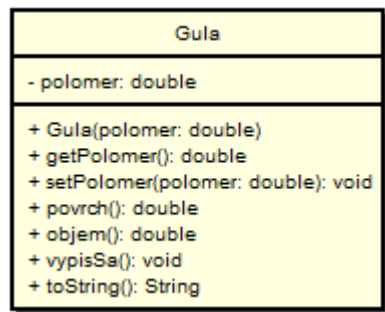 Gula
- polomer: double
+ Gula(polomer: double)
+ getPolomer(): double
+ setPolomer(polomer: double): void
+ povrch(): double
+ objem(): double
+ vypisSa(): void
+ toString(): String